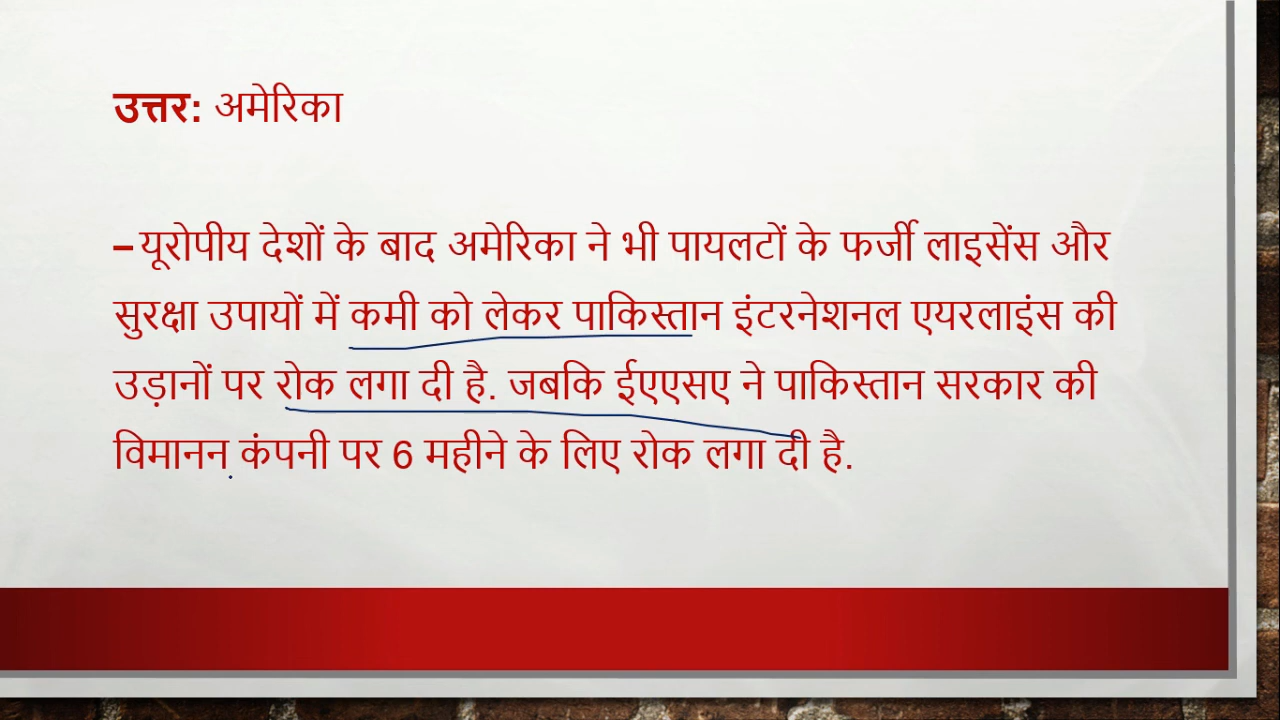 उत्तर: अमेरिका
– यूरोपीय देशों के बाद अमेरिका ने भी पायलटों के फर्जी लाइसेंस और
सुरक्षा उपायों में कमी को लेकर पाकिस्तान इंटरनेशनल एयरलाइंस की
उड़ानों पर रोक लगा दी है. जबकि ईएएसए ने पाकिस्तान सरकार की
विमानन कंपनी पर 6 महीने के लिए रोक लगा दी है.